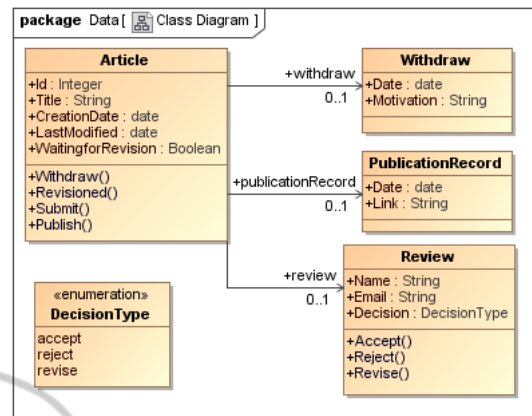 package Data[ Class Diagram ]
Article
+Id : Integer
+Title : String
+CreationDate : date
+LastModified : date
+WaitingforRevision : Boolean
+Withdraw()
+Revisioned()
+Submit()
+Publish()
+withdraw
0..1
Withdraw
+Date : date
+Motivation : String
+publicationRecord
0..1
PublicationRecord
+Date : date
+Link : String
+review
0..1
Review
+Name : String
+Email : String
+Decision : DecisionType
+Accept()
+Reject()
+Revise()
«enumeration»
DecisionType
accept
reject
revise